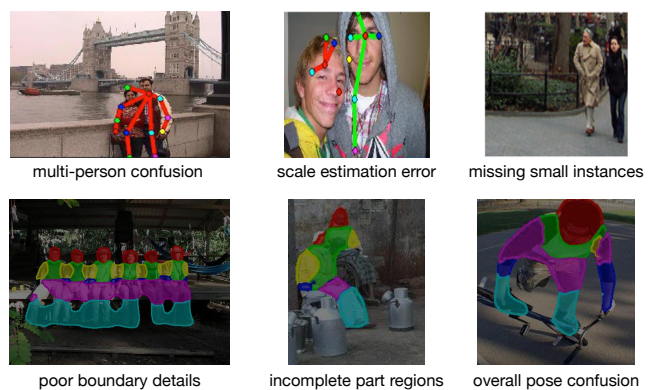 multi-person confusion
scale estimation error
missing small instances
poor boundary details
incomplete part regions
overall pose confusion